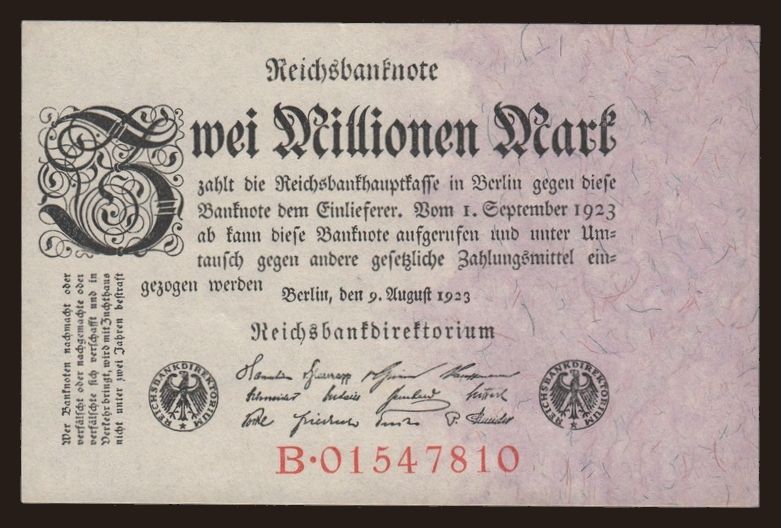 Reichsbanknote
Zwei Millionen Mark
zahlt die Reichsbankhauptkasse in Berlin gegen diese
Banknote dem Einlieferer. Vom 1. September 1923
ab kann diese Banknote aufgerufen und unter Um-
tausch gegen andere gesetzliche Zahlungsmittel ein-
gezogen werden
Berlin, den 9. August 1923
Reichsbankdirektorium
Wer Banknoten nachmacht oder
verfälscht oder nachgemachte oder
verfälschte sich verschafft und in
Verkehr bringt, wird mit Zuchthaus
nicht unter zwei Jahren bestraft
REICHSBANKDIREKTORIUM
REICHSBANKDIREKTORIUM
B·01547810